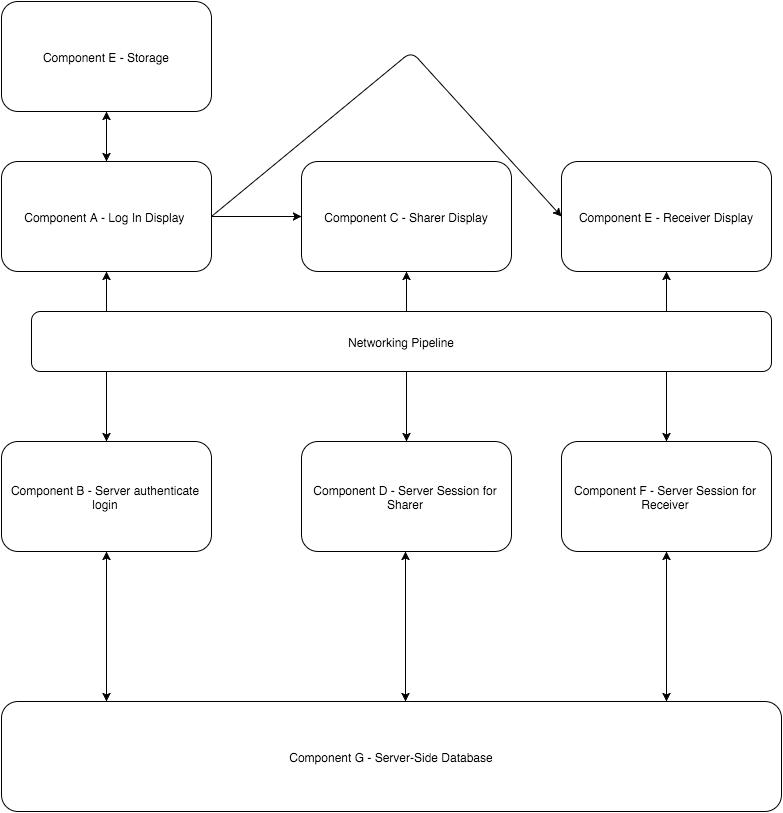 Component E - Storage
Component A - Log In Display
Component C - Sharer Display
Component E - Receiver Display
Networking Pipeline
Component B - Server authenticate
login
Component D - Server Session for
Sharer
Component F - Server Session for
Receiver
Component G - Server-Side Database